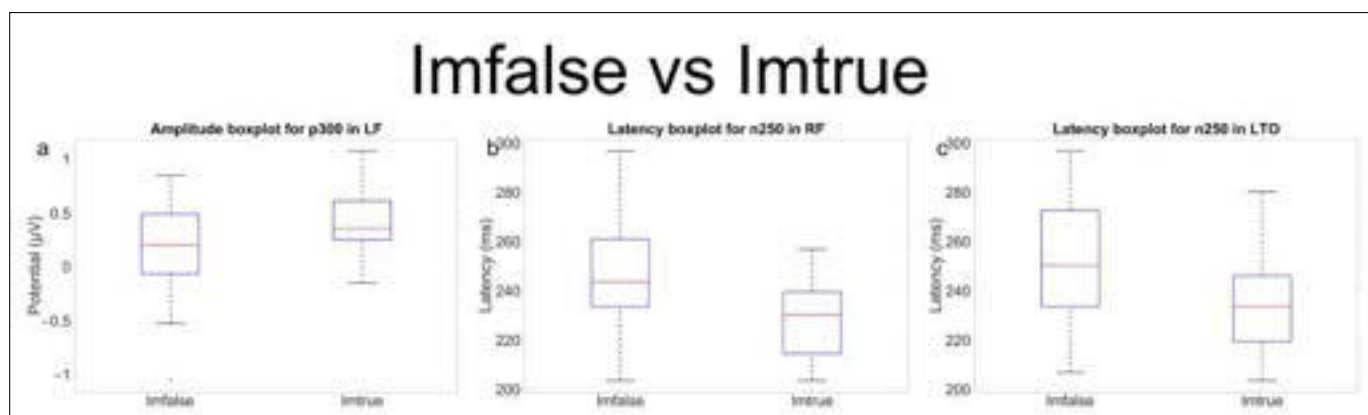 Imfalse vs Imtrue
Amplitude boxplot for p300 in LF
a
Potential (µV)
1
0.5
0
−0.5
−1
Imfalse Imtrue
Latency boxplot for n250 in RF
b
Latency (ms)
300
280
260
240
220
200
Imfalse Imtrue
Latency boxplot for n250 in LTO
c
Latency (ms)
300
280
260
240
220
200
Imfalse Imtrue